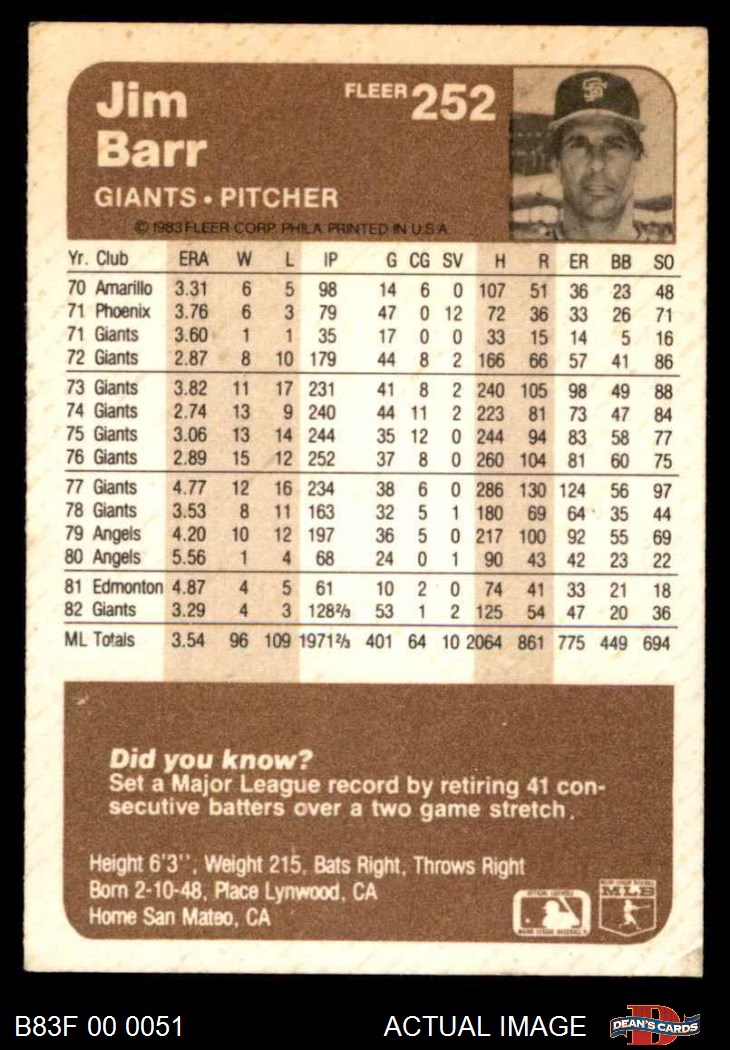 Jim
Barr
FLEER 252
GIANTS • PITCHER
© 1983 FLEER CORP. PHILA. PRINTED IN U.S.A.
Yr. Club ERA W L IP G CG SV H R ER BB SO
70 Amarillo 3.31 6 5 98 14 6 0 107 51 36 23 48
71 Phoenix 3.76 6 3 79 47 0 12 72 36 33 26 71
71 Giants 3.60 1 1 35 17 0 0 33 15 14 5 16
72 Giants 2.87 8 10 179 44 8 2 166 66 57 41 86
73 Giants 3.82 11 17 231 41 8 2 240 105 98 49 88
74 Giants 2.74 13 9 240 44 11 2 223 81 73 47 84
75 Giants 3.06 13 14 244 35 12 0 244 94 83 58 77
76 Giants 2.89 15 12 252 37 8 0 260 104 81 60 75
77 Giants 4.77 12 16 234 38 6 0 286 130 124 56 97
78 Giants 3.53 8 11 163 32 5 1 180 69 64 35 44
79 Angels 4.20 10 12 197 36 5 0 217 100 92 55 69
80 Angels 5.56 1 4 68 24 0 1 90 43 42 23 22
81 Edmonton 4.87 4 5 61 10 2 0 74 41 33 21 18
82 Giants 3.29 4 3 128⅔ 53 1 2 125 54 47 20 36
ML Totals 3.54 96 109 1971⅔ 401 64 10 2064 861 775 449 694
Did you know?
Set a Major League record by retiring 41 con-
secutive batters over a two game stretch.
Height 6'3'', Weight 215, Bats Right, Throws Right
Born 2-10-48, Place Lynwood, CA
Home San Mateo, CA
MLB
B83F 00 0051
ACTUAL IMAGE
DEAN'S CARDS